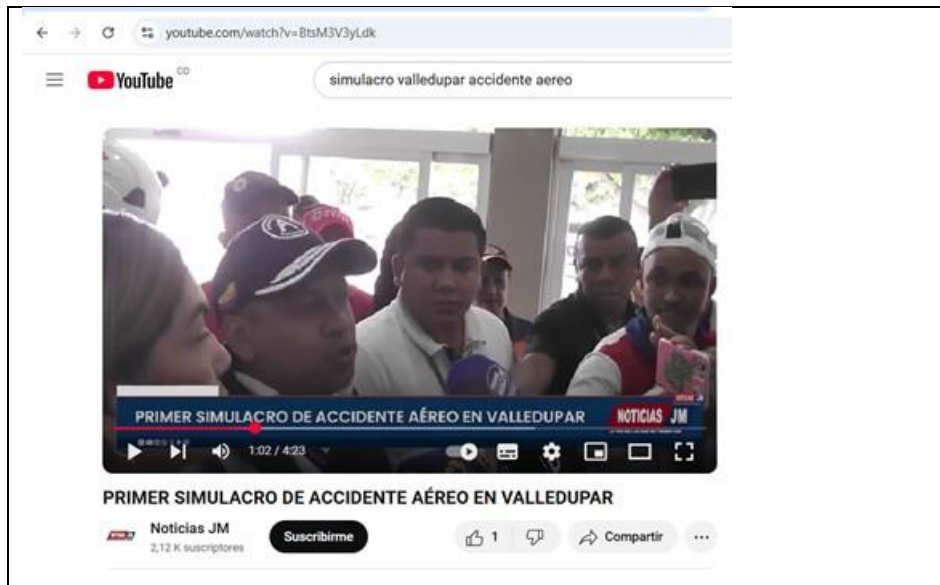 youtube.com/watch?v=BtsM3V3yLdk
YouTube CO
simulacro valledupar accidente aereo
PRIMER SIMULACRO DE ACCIDENTE AÉREO EN VALLEDUPAR
NOTICIAS JM
1:02 / 4:23
PRIMER SIMULACRO DE ACCIDENTE AÉREO EN VALLEDUPAR
Noticias JM
2,12 K suscriptores
Suscribirme
1
Compartir